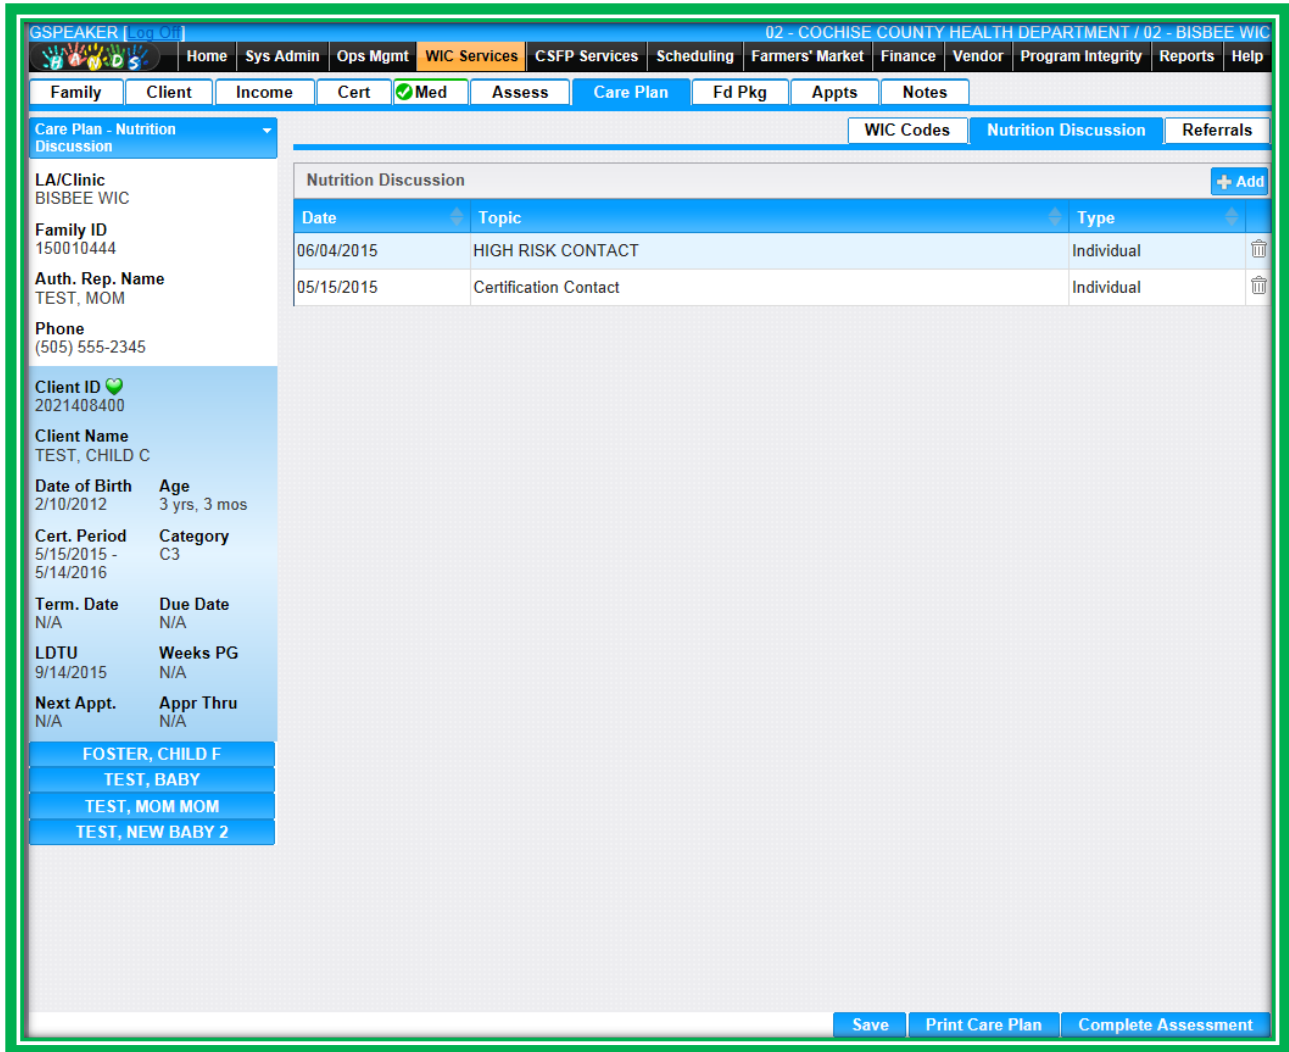 GSPEAKER [Log Off] 02 - COCHISE COUNTY HEALTH DEPARTMENT / 02 - BISBEE WIC
HANDS Home Sys Admin Ops Mgmt WIC Services CSFP Services Scheduling Farmers' Market Finance Vendor Program Integrity Reports Help
Family Client Income Cert Med Assess Care Plan Fd Pkg Appts Notes
Care Plan - Nutrition
Discussion
WIC Codes Nutrition Discussion Referrals
LA/Clinic
BISBEE WIC
Family ID
150010444
Auth. Rep. Name
TEST, MOM
Phone
(505) 555-2345
Client ID
2021408400
Client Name
TEST, CHILD C
Date of Birth Age
2/10/2012 3 yrs, 3 mos
Cert. Period Category
5/15/2015 - C3
5/14/2016
Term. Date Due Date
N/A N/A
LDTU Weeks PG
9/14/2015 N/A
Next Appt. Appr Thru
N/A N/A
FOSTER, CHILD F
TEST, BABY
TEST, MOM MOM
TEST, NEW BABY 2
Nutrition Discussion Add
Date Topic Type
06/04/2015 HIGH RISK CONTACT Individual
05/15/2015 Certification Contact Individual
Save Print Care Plan Complete Assessment